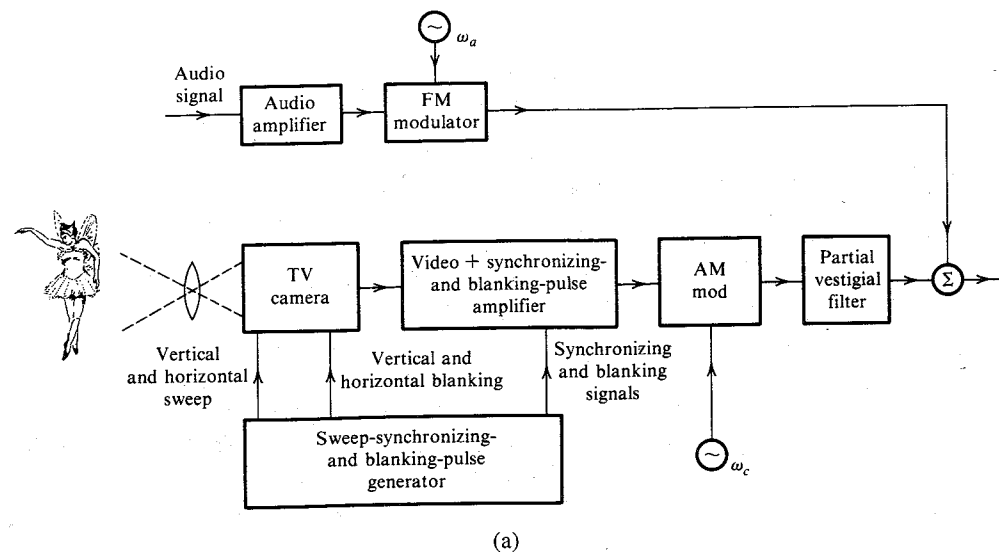 ω_a
Audio
signal
Audio
amplifier
FM
modulator
TV
camera
Video + synchronizing-
and blanking-pulse
amplifier
AM
mod
Partial
vestigial
filter
Σ
Vertical
and horizontal
sweep
Vertical and
horizontal blanking
Synchronizing
and blanking
signals
Sweep-synchronizing-
and blanking-pulse
generator
ω_c
(a)